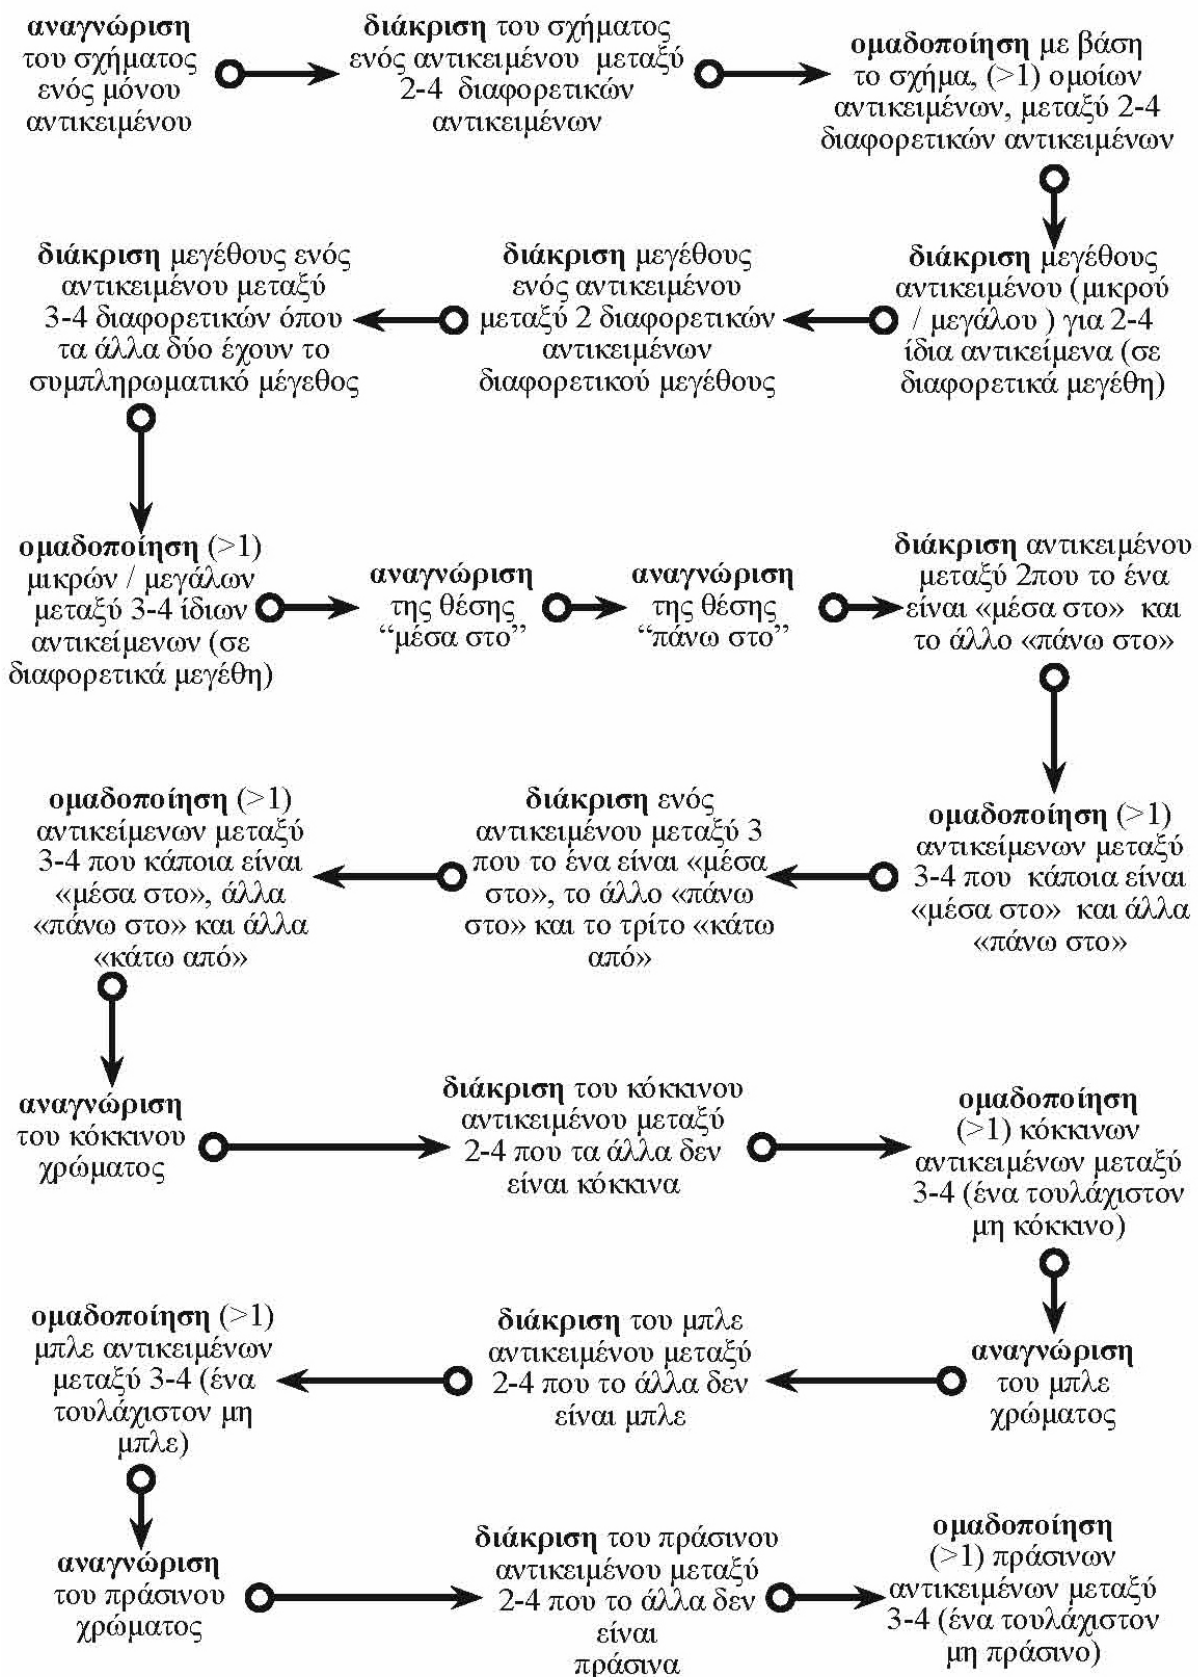 αναγνώριση
του σχήματος
ενός μόνου
αντικειμένου
διάκριση του σχήματος
ενός αντικειμένου μεταξύ
2-4 διαφορετικών
αντικειμένων
ομαδοποίηση με βάση
το σχήμα, (>1) ομοίων
αντικειμένων, μεταξύ 2-4
διαφορετικών αντικειμένων
διάκριση μεγέθους
αντικειμένου (μικρού
/ μεγάλου ) για 2-4
ίδια αντικείμενα (σε
διαφορετικά μεγέθη)
διάκριση μεγέθους
ενός αντικειμένου
μεταξύ 2 διαφορετικών
αντικειμένων
διαφορετικού μεγέθους
διάκριση μεγέθους ενός
αντικειμένου μεταξύ
3-4 διαφορετικών όπου
τα άλλα δύο έχουν το
συμπληρωματικό μέγεθος
ομαδοποίηση (>1)
μικρών / μεγάλων
μεταξύ 3-4 ίδιων
αντικείμενων (σε
διαφορετικά μεγέθη)
αναγνώριση
της θέσης
“μέσα στο”
αναγνώριση
της θέσης
“πάνω στο”
διάκριση αντικειμένου
μεταξύ 2που το ένα
είναι «μέσα στο» και
το άλλο «πάνω στο»
ομαδοποίηση (>1)
αντικείμενων μεταξύ
3-4 που κάποια είναι
«μέσα στο» και άλλα
«πάνω στο»
διάκριση ενός
αντικειμένου μεταξύ 3
που το ένα είναι «μέσα
στο», το άλλο «πάνω
στο» και το τρίτο «κάτω
από»
ομαδοποίηση (>1)
αντικείμενων μεταξύ
3-4 που κάποια είναι
«μέσα στο», άλλα
«πάνω στο» και άλλα
«κάτω από»
αναγνώριση
του κόκκινου
χρώματος
διάκριση του κόκκινου
αντικειμένου μεταξύ
2-4 που τα άλλα δεν
είναι κόκκινα
ομαδοποίηση
(>1) κόκκινων
αντικειμένων μεταξύ
3-4 (ένα τουλάχιστον
μη κόκκινο)
αναγνώριση
του μπλε
χρώματος
διάκριση του μπλε
αντικειμένου μεταξύ
2-4 που το άλλα δεν
είναι μπλε
ομαδοποίηση (>1)
μπλε αντικειμένων
μεταξύ 3-4 (ένα
τουλάχιστον μη
μπλε)
αναγνώριση
του πράσινου
χρώματος
διάκριση του πράσινου
αντικειμένου μεταξύ
2-4 που το άλλα δεν
είναι
πράσινα
ομαδοποίηση
(>1) πράσινων
αντικειμένων μεταξύ
3-4 (ένα τουλάχιστον
μη πράσινο)